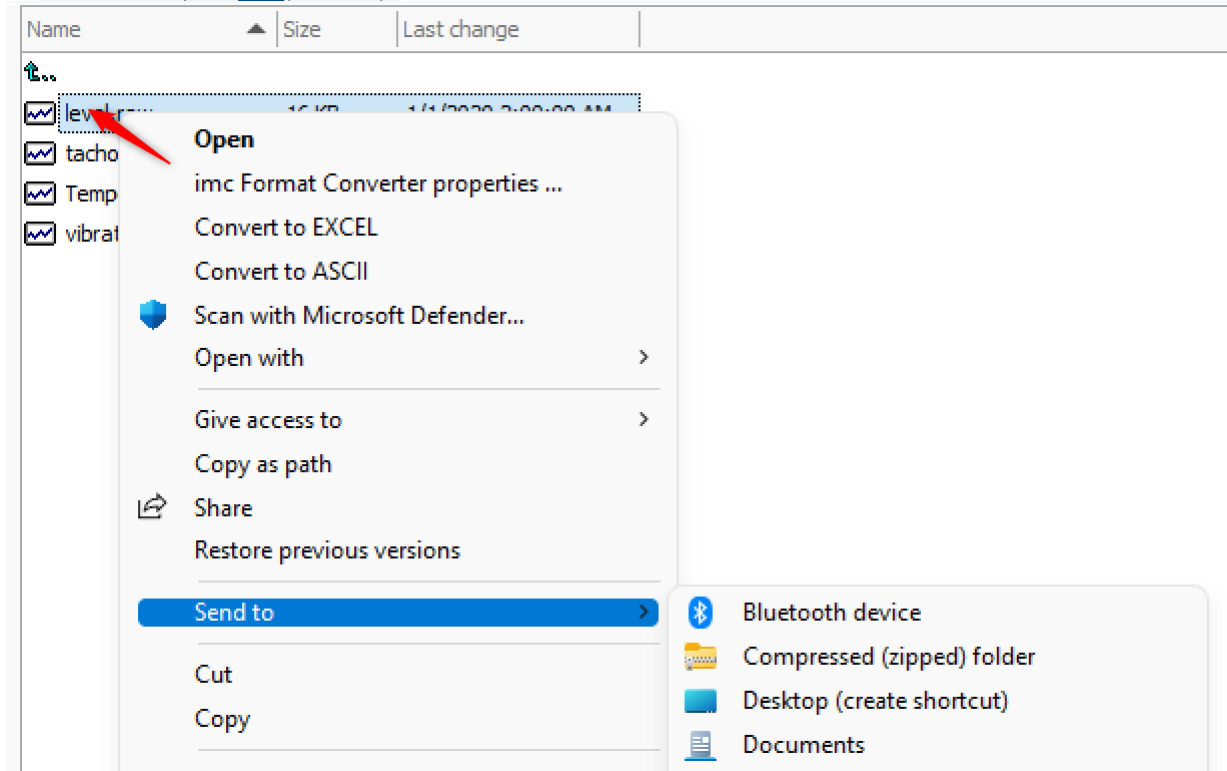 Name Size Last change
Open
tacho
imc Format Converter properties ...
Temp
Convert to EXCEL
vibrat
Convert to ASCII
Scan with Microsoft Defender...
Open with
Give access to
Copy as path
Share
Restore previous versions
Send to
Bluetooth device
Compressed (zipped) folder
Desktop (create shortcut)
Cut
Copy
Documents